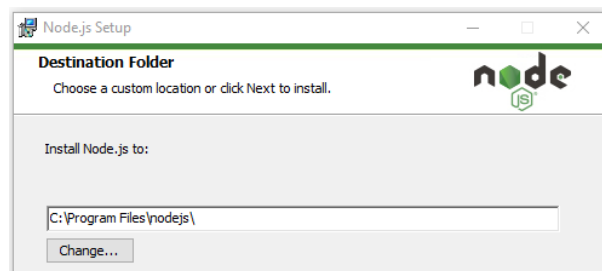 Node.js Setup
Destination Folder
Choose a custom location or click Next to install.
node
JS
Install Node.js to:
C:\Program Files\nodejs\
Change...